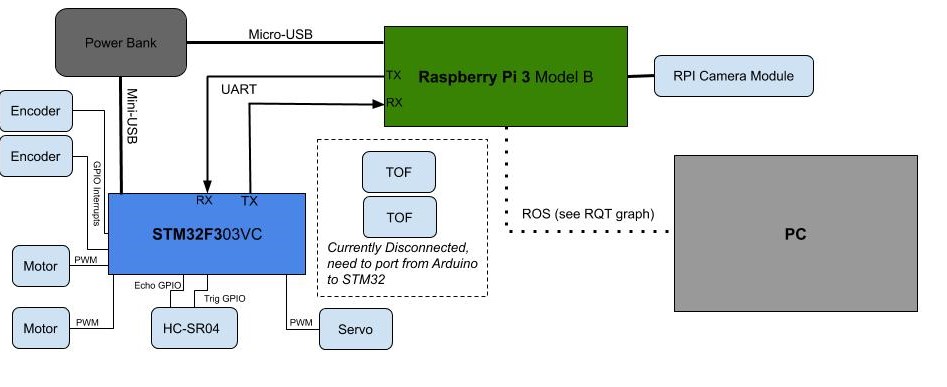 Power Bank
Micro-USB
Raspberry Pi 3 Model B
TX
RX
UART
RPI Camera Module
Mini-USB
Encoder
Encoder
GPIO Interrupts
TOF
TOF
Currently Disconnected,
need to port from Arduino
to STM32
RX
TX
STM32F303VC
ROS (see RQT graph)
PC
Motor
PWM
Echo GPIO
Trig GPIO
Motor
PWM
HC-SR04
PWM
Servo